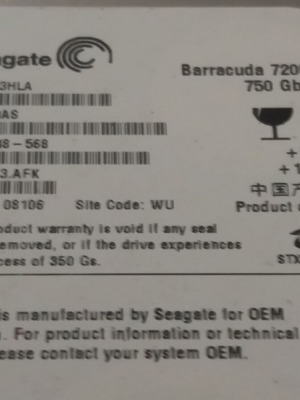 agate
Barracuda 720
750 Gb
3HLA
AS
8-568
3.AFK
08106 Site Code: WU
+
+1
中国产
Product o
oduct warranty is void if any seal
emoved, or if the drive experiences
cess of 350 Gs.
STX
is manufactured by Seagate for OEM
n. For product information or technical
ease contact your system OEM.